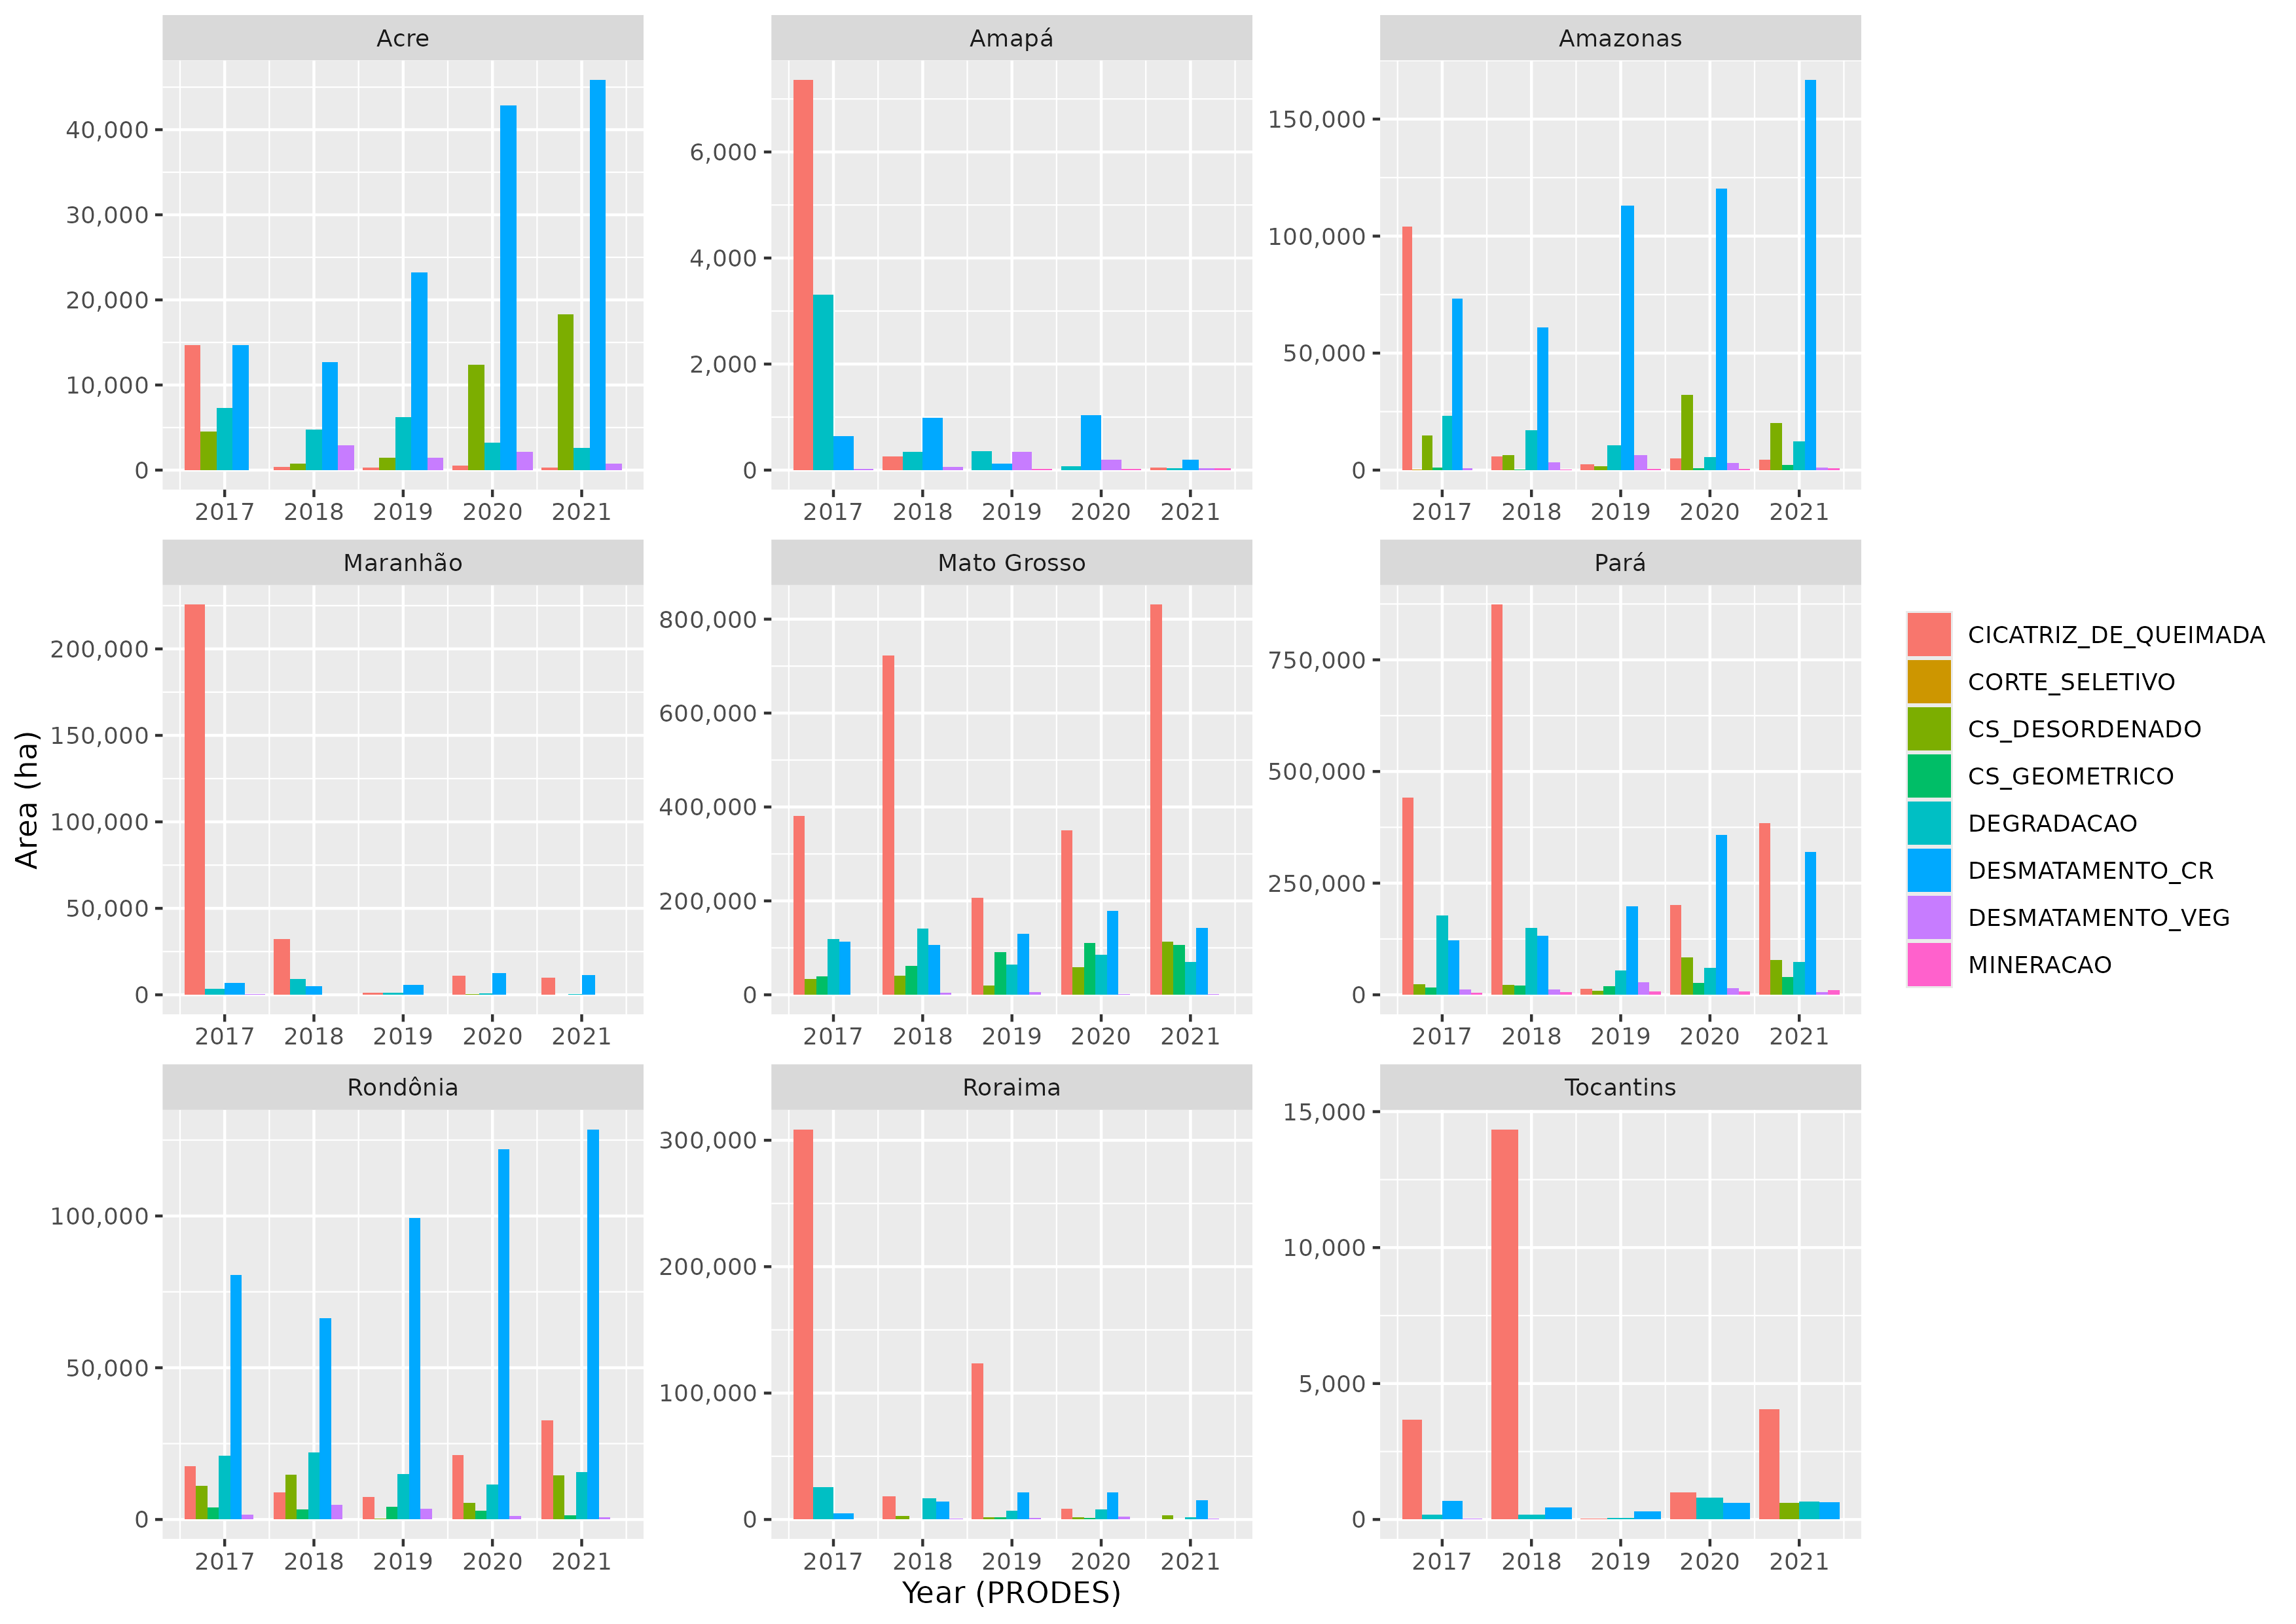 Acre
Amapá
Amazonas
40,000
30,000
20,000
10,000
0
6,000
4,000
2,000
0
150,000
100,000
50,000
0
2017 2018 2019 2020 2021
2017 2018 2019 2020 2021
2017 2018 2019 2020 2021
Maranhão
Mato Grosso
Pará
Area (ha)
200,000
150,000
100,000
50,000
0
800,000
600,000
400,000
200,000
0
750,000
500,000
250,000
0
2017 2018 2019 2020 2021
2017 2018 2019 2020 2021
2017 2018 2019 2020 2021
CICATRIZ_DE_QUEIMADA
CORTE_SELETIVO
CS_DESORDENADO
CS_GEOMETRICO
DEGRADACAO
DESMATAMENTO_CR
DESMATAMENTO_VEG
MINERACAO
Rondônia
Roraima
Tocantins
100,000
50,000
0
300,000
200,000
100,000
0
15,000
10,000
5,000
0
2017 2018 2019 2020 2021
2017 2018 2019 2020 2021
2017 2018 2019 2020 2021
Year (PRODES)